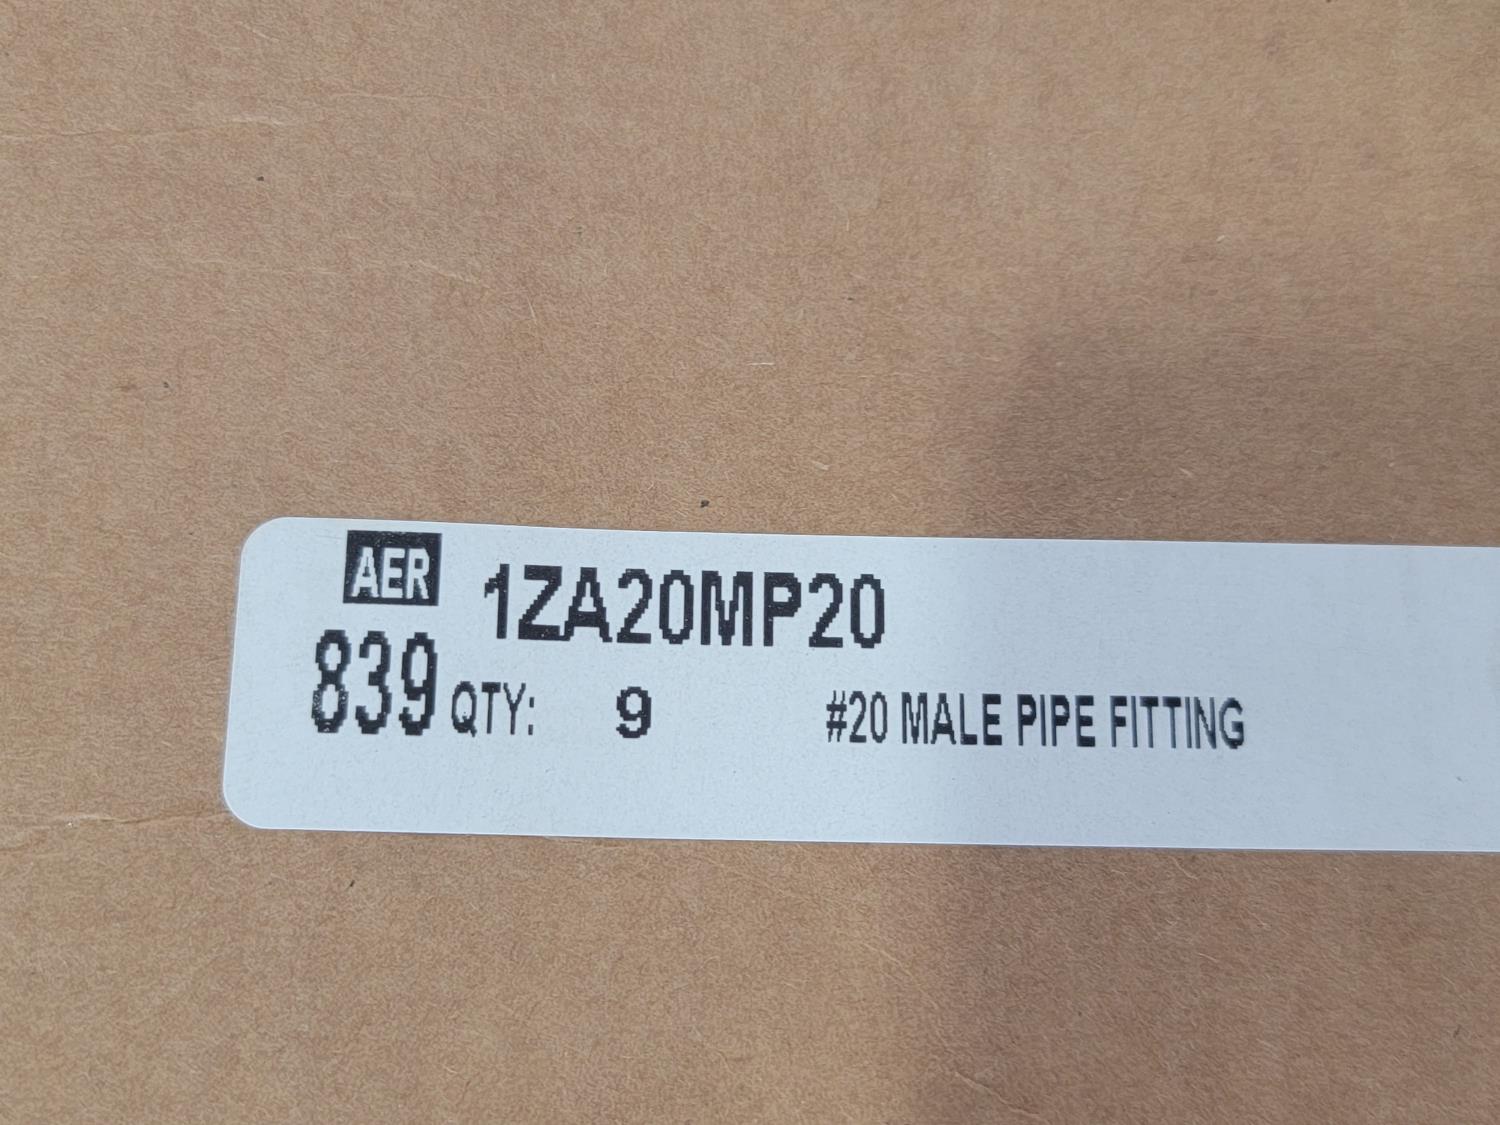 AER 1ZA20MP20
839 QTY: 9 #20 MALE PIPE FITTING